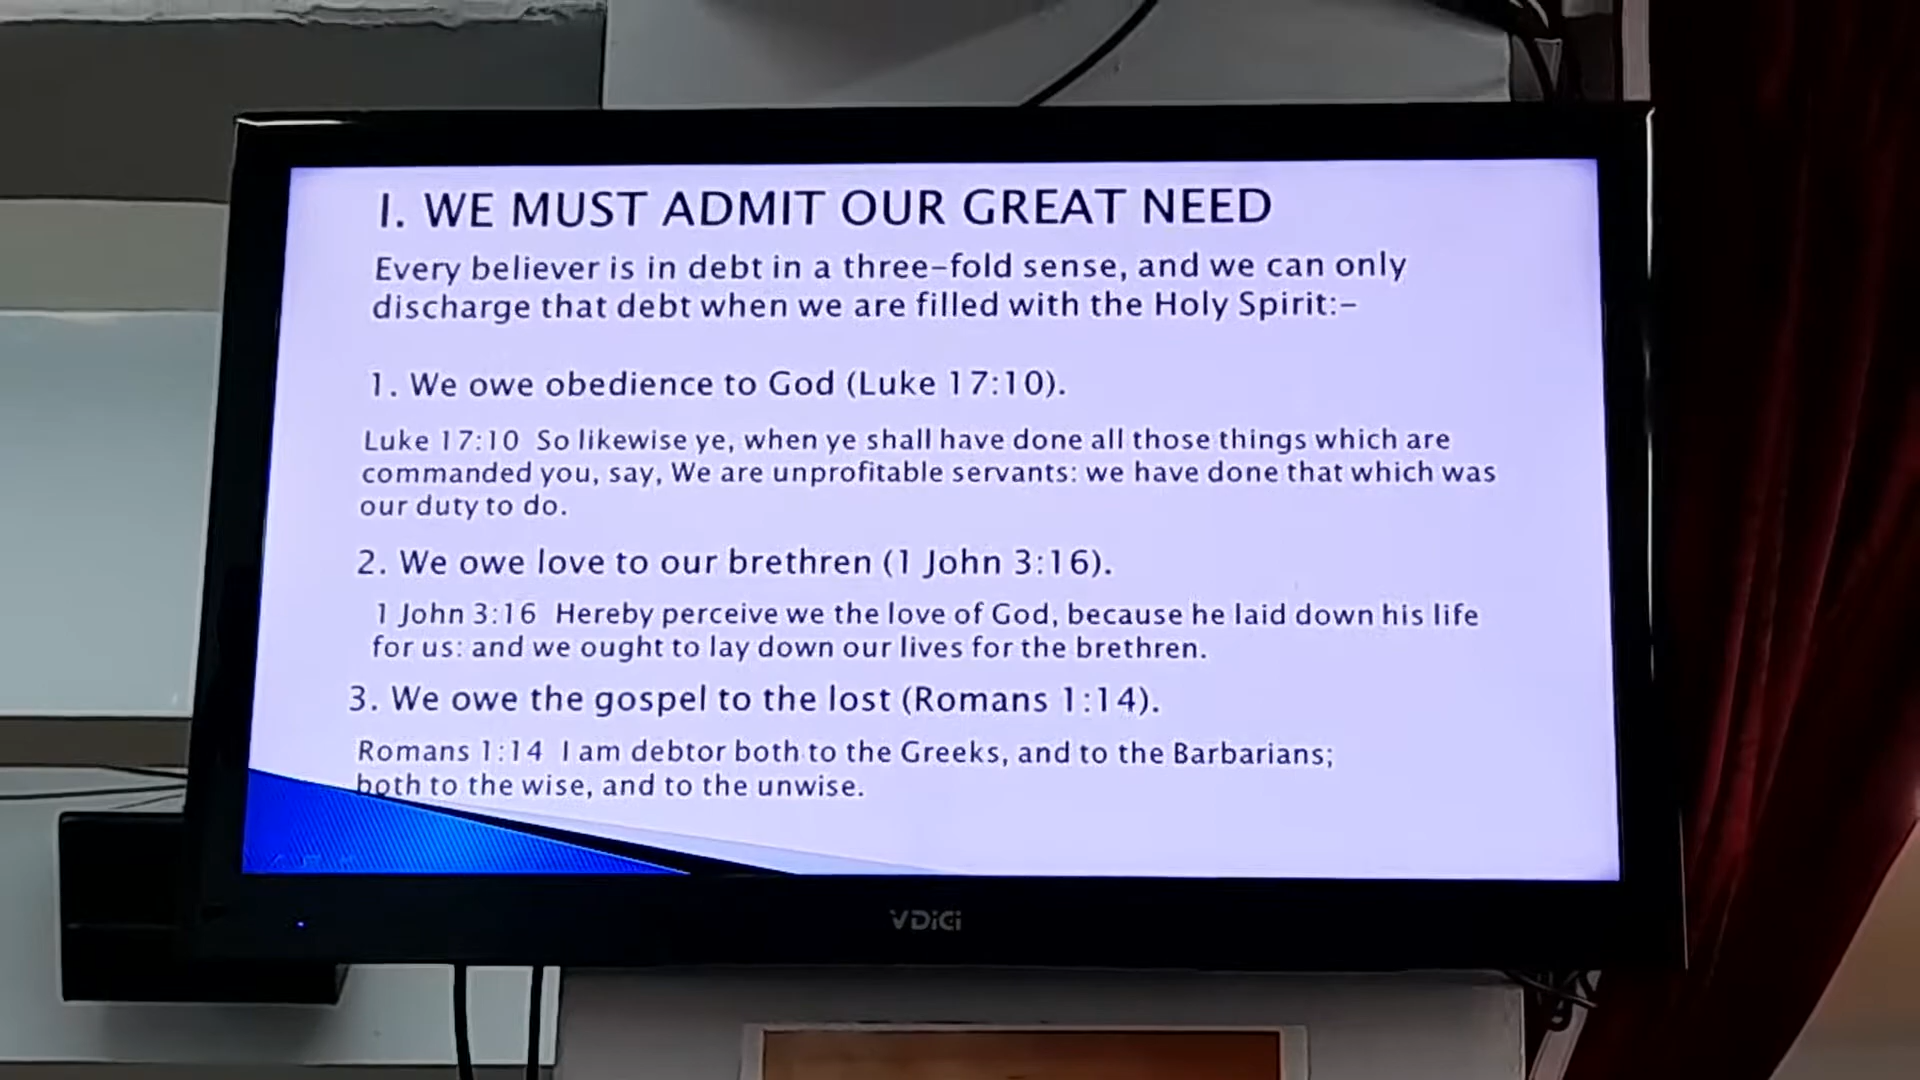 I. WE MUST ADMIT OUR GREAT NEED
Every believer is in debt in a three-fold sense, and we can only
discharge that debt when we are filled with the Holy Spirit:-
1. We owe obedience to God (Luke 17:10).
Luke 17:10 So likewise ye, when ye shall have done all those things which are
commanded you, say, We are unprofitable servants: we have done that which was
our duty to do.
2. We owe love to our brethren (1 John 3:16).
1 John 3:16 Hereby perceive we the love of God, because he laid down his life
for us: and we ought to lay down our lives for the brethren.
3. We owe the gospel to the lost (Romans 1:14).
Romans 1:14 I am debtor both to the Greeks, and to the Barbarians;
both to the wise, and to the unwise.
VDiGi